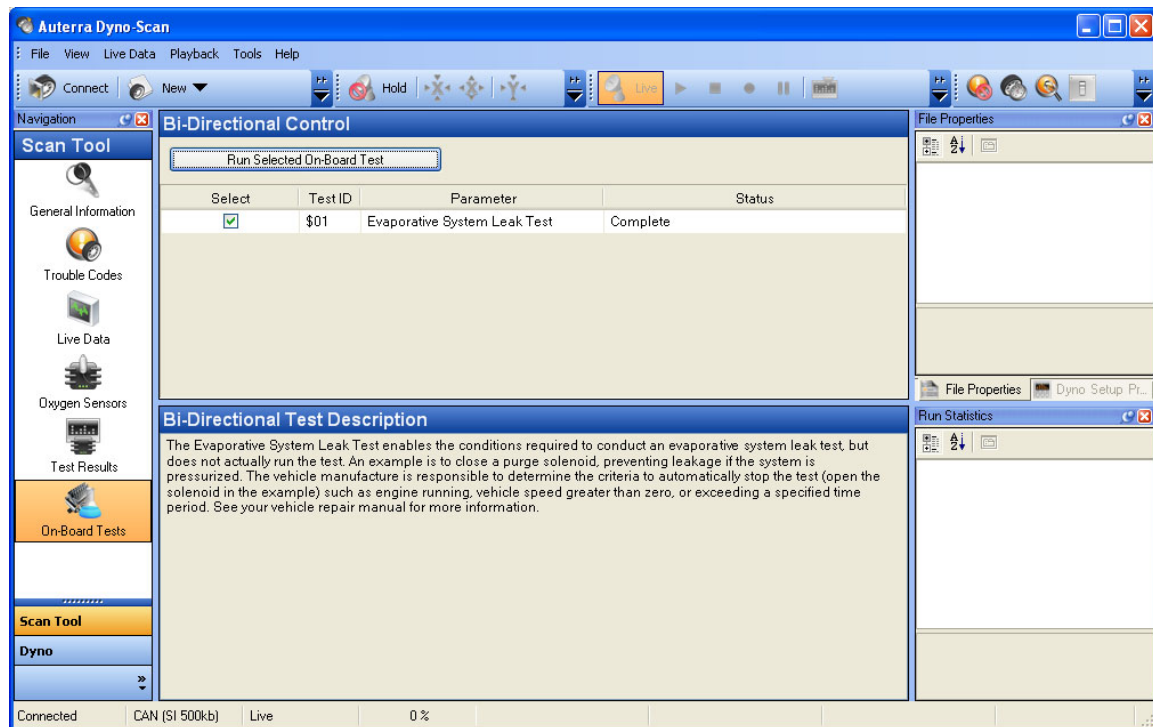 Auterra Dyno-Scan
File View Live Data Playback Tools Help
Connect New Hold Live
Navigation
Scan Tool
General Information
Trouble Codes
Live Data
Oxygen Sensors
Test Results
On-Board Tests
Scan Tool
Dyno
Bi-Directional Control
Run Selected On-Board Test
Select Test ID Parameter Status
$01 Evaporative System Leak Test Complete
Bi-Directional Test Description
The Evaporative System Leak Test enables the conditions required to conduct an evaporative system leak test, but
does not actually run the test. An example is to close a purge solenoid, preventing leakage if the system is
pressurized. The vehicle manufacture is responsible to determine the criteria to automatically stop the test (open the
solenoid in the example) such as engine running, vehicle speed greater than zero, or exceeding a specified time
period. See your vehicle repair manual for more information.
File Properties
File Properties Dyno Setup Pr...
Run Statistics
Connected CAN (SI 500kb) Live 0 %